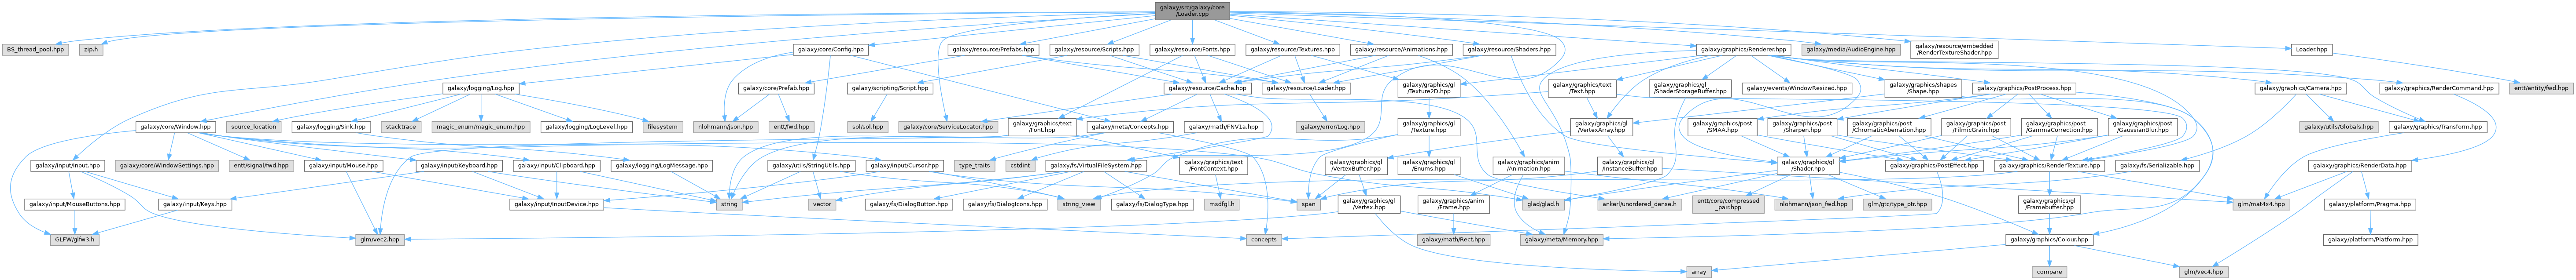 galaxy/src/galaxy/core
/Loader.cpp
BS_thread_pool.hpp
zip.h
galaxy/core/Config.hpp
galaxy/resource/Prefabs.hpp
galaxy/resource/Scripts.hpp
galaxy/resource/Fonts.hpp
galaxy/resource/Textures.hpp
galaxy/resource/Animations.hpp
galaxy/resource/Shaders.hpp
galaxy/graphics/Renderer.hpp
galaxy/media/AudioEngine.hpp
galaxy/resource/embedded
/RenderTextureShader.hpp
Loader.hpp
galaxy/logging/Log.hpp
galaxy/core/Prefab.hpp
galaxy/scripting/Script.hpp
galaxy/resource/Cache.hpp
galaxy/resource/Loader.hpp
galaxy/graphics/gl
/Texture2D.hpp
galaxy/graphics/text
/Text.hpp
galaxy/graphics/gl
/ShaderStorageBuffer.hpp
galaxy/events/WindowResized.hpp
galaxy/graphics/shapes
/Shape.hpp
galaxy/graphics/PostProcess.hpp
galaxy/graphics/Camera.hpp
galaxy/graphics/RenderCommand.hpp
entt/entity/fwd.hpp
galaxy/core/Window.hpp
source_location
galaxy/logging/Sink.hpp
stacktrace
magic_enum/magic_enum.hpp
galaxy/logging/LogLevel.hpp
filesystem
nlohmann/json.hpp
entt/fwd.hpp
sol/sol.hpp
galaxy/core/ServiceLocator.hpp
galaxy/graphics/text
/Font.hpp
galaxy/meta/Concepts.hpp
galaxy/math/FNV1a.hpp
galaxy/error/Log.hpp
galaxy/graphics/gl
/Texture.hpp
galaxy/graphics/gl
/VertexArray.hpp
galaxy/graphics/post
/SMAA.hpp
galaxy/graphics/post
/Sharpen.hpp
galaxy/graphics/post
/ChromaticAberration.hpp
galaxy/graphics/post
/FilmicGrain.hpp
galaxy/graphics/post
/GammaCorrection.hpp
galaxy/graphics/post
/GaussianBlur.hpp
galaxy/utils/Globals.hpp
galaxy/graphics/Transform.hpp
galaxy/input/Input.hpp
galaxy/core/WindowSettings.hpp
entt/signal/fwd.hpp
galaxy/input/Mouse.hpp
galaxy/input/Keyboard.hpp
galaxy/input/Clipboard.hpp
galaxy/logging/LogMessage.hpp
galaxy/utils/StringUtils.hpp
galaxy/input/Cursor.hpp
type_traits
cstdint
galaxy/fs/VirtualFileSystem.hpp
galaxy/graphics/text
/FontContext.hpp
galaxy/graphics/gl
/VertexBuffer.hpp
galaxy/graphics/gl
/Enums.hpp
galaxy/graphics/anim
/Animation.hpp
galaxy/graphics/gl
/InstanceBuffer.hpp
galaxy/graphics/gl
/Shader.hpp
galaxy/graphics/PostEffect.hpp
galaxy/graphics/RenderTexture.hpp
galaxy/fs/Serializable.hpp
galaxy/graphics/RenderData.hpp
galaxy/input/MouseButtons.hpp
galaxy/input/Keys.hpp
galaxy/input/InputDevice.hpp
string
vector
galaxy/fs/DialogButton.hpp
galaxy/fs/DialogIcons.hpp
string_view
galaxy/fs/DialogType.hpp
msdfgl.h
span
galaxy/graphics/gl
/Vertex.hpp
galaxy/graphics/anim
/Frame.hpp
glad/glad.h
ankerl/unordered_dense.h
entt/core/compressed
_pair.hpp
nlohmann/json_fwd.hpp
glm/gtc/type_ptr.hpp
galaxy/graphics/gl
/Framebuffer.hpp
glm/mat4x4.hpp
galaxy/platform/Pragma.hpp
GLFW/glfw3.h
glm/vec2.hpp
concepts
galaxy/math/Rect.hpp
galaxy/meta/Memory.hpp
galaxy/graphics/Colour.hpp
galaxy/platform/Platform.hpp
array
compare
glm/vec4.hpp